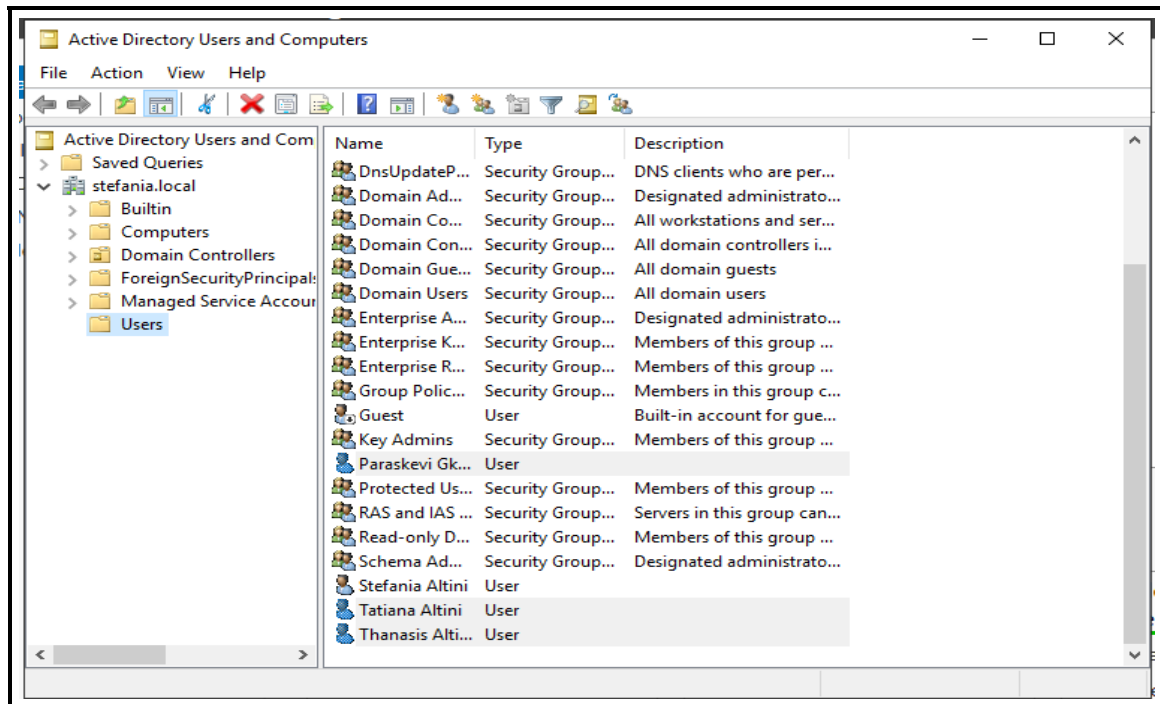 Active Directory Users and Computers
File Action View Help
Active Directory Users and Com
Saved Queries
stefania.local
Builtin
Computers
Domain Controllers
ForeignSecurityPrincipals
Managed Service Accour
Users
Name Type Description
DnsUpdateP... Security Group... DNS clients who are per...
Domain Ad... Security Group... Designated administrato...
Domain Co... Security Group... All workstations and ser...
Domain Con... Security Group... All domain controllers i...
Domain Gue... Security Group... All domain guests
Domain Users Security Group... All domain users
Enterprise A... Security Group... Designated administrato...
Enterprise K... Security Group... Members of this group ...
Enterprise R... Security Group... Members of this group ...
Group Polic... Security Group... Members in this group c...
Guest User Built-in account for gue...
Key Admins Security Group... Members of this group ...
Paraskevi Gk... User
Protected Us... Security Group... Members of this group ...
RAS and IAS ... Security Group... Servers in this group can...
Read-only D... Security Group... Members of this group ...
Schema Ad... Security Group... Designated administrato...
Stefania Altini User
Tatiana Altini User
Thanasis Alti... User